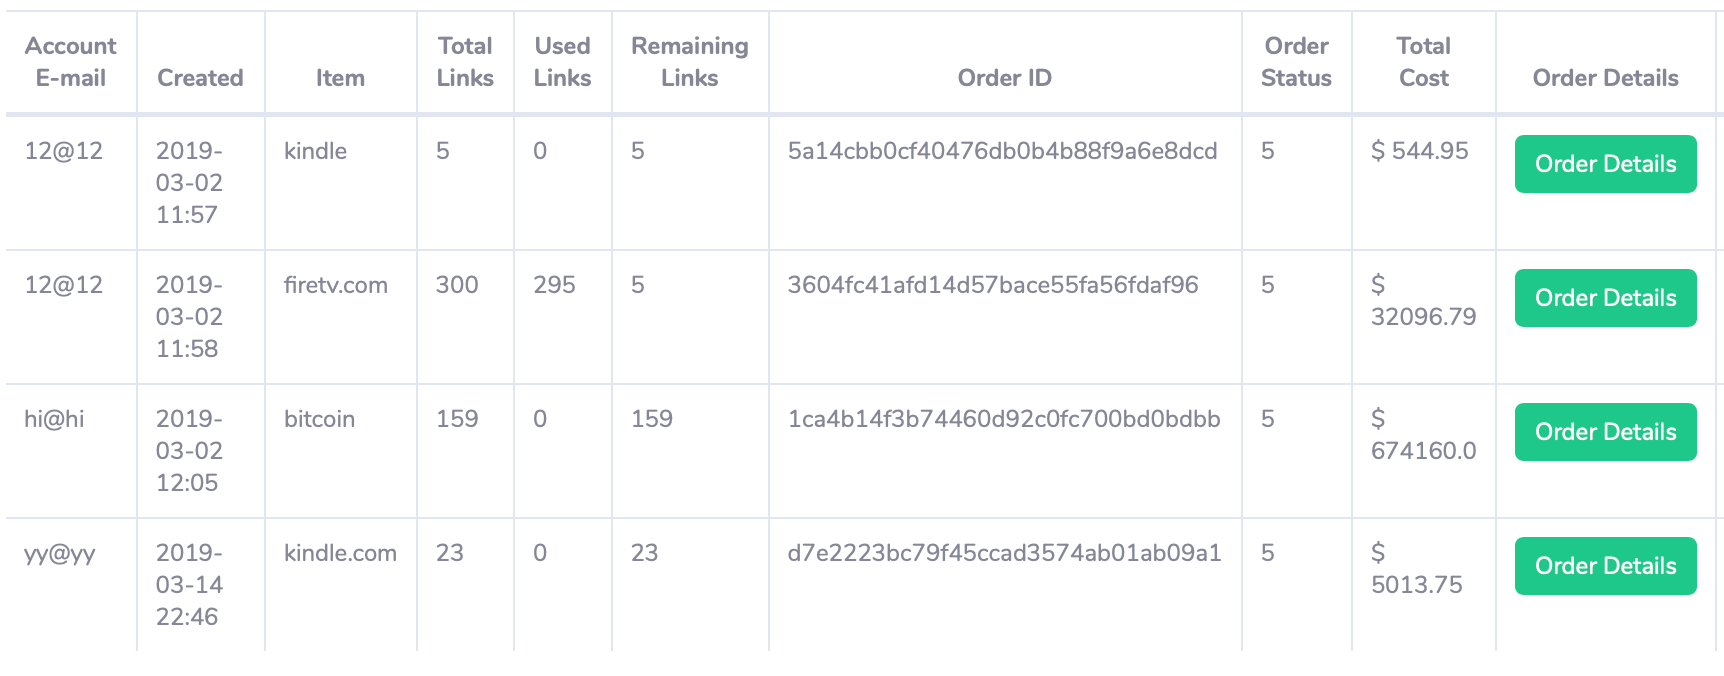 Account E-mail Created Item Total Links Used Links Remaining Links Order ID Order Status Total Cost Order Details
12@12 2019-03-02 11:57 kindle 5 0 5 5a14cbb0cf40476db0b4b88f9a6e8dcd 5 $ 544.95 Order Details
12@12 2019-03-02 11:58 firetv.com 300 295 5 3604fc41afd14d57bace55fa56fdaf96 5 $ 32096.79 Order Details
hi@hi 2019-03-02 12:05 bitcoin 159 0 159 1ca4b14f3b74460d92c0fc700bd0bdbb 5 $ 674160.0 Order Details
yy@yy 2019-03-14 22:46 kindle.com 23 0 23 d7e2223bc79f45ccad3574ab01ab09a1 5 $ 5013.75 Order Details